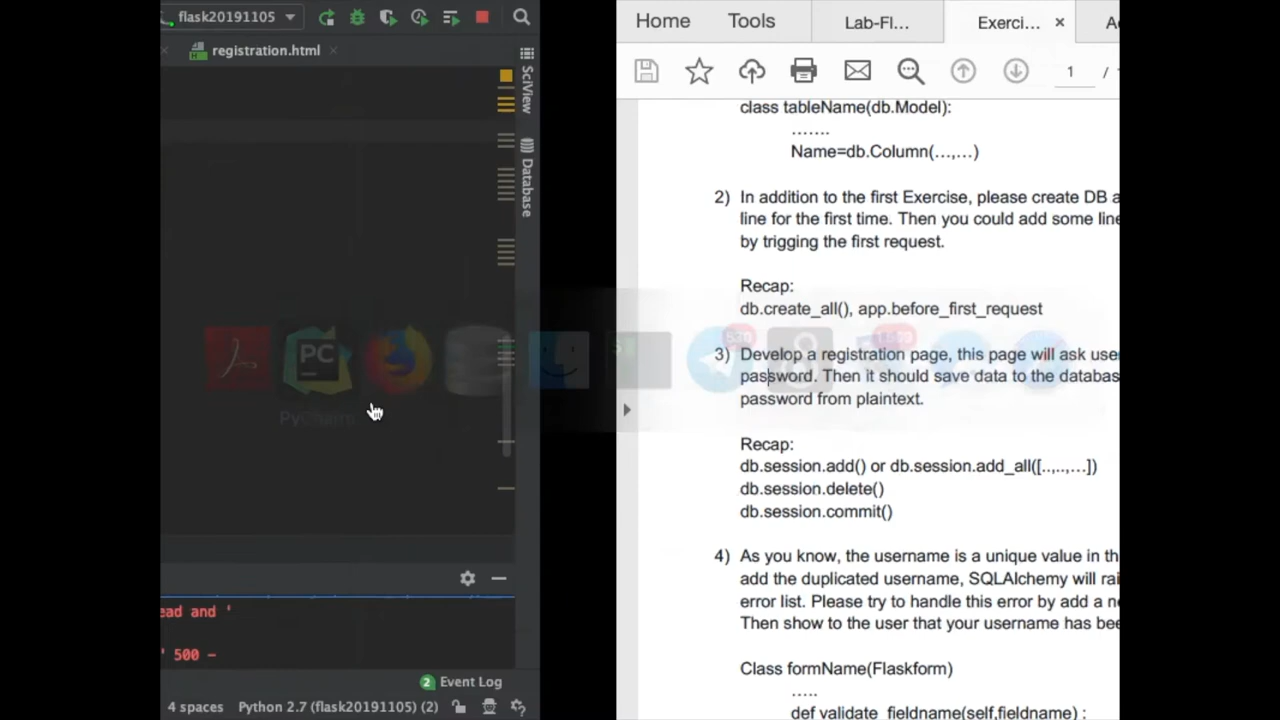 flask20191105
registration.html
SciView
Database
PC
PyCharm
ead and '
' 500 -
2 Event Log
4 spaces Python 2.7 (flask20191105) (2)
Home Tools Lab-Fl... Exerci... ×
1 /
class tableName(db.Model):
.......
Name=db.Column(...,...)
2) In addition to the first Exercise, please create DB a
line for the first time. Then you could add some line
by trigging the first request.
Recap:
db.create_all(), app.before_first_request
3) Develop a registration page, this page will ask use
password. Then it should save data to the databas
password from plaintext.
Recap:
db.session.add() or db.session.add_all([..,..,...])
db.session.delete()
db.session.commit()
4) As you know, the username is a unique value in th
add the duplicated username, SQLAlchemy will rai
error list. Please try to handle this error by add a ne
Then show to the user that your username has bee
Class formName(Flaskform)
.....
def validate_fieldname(self,fieldname) :